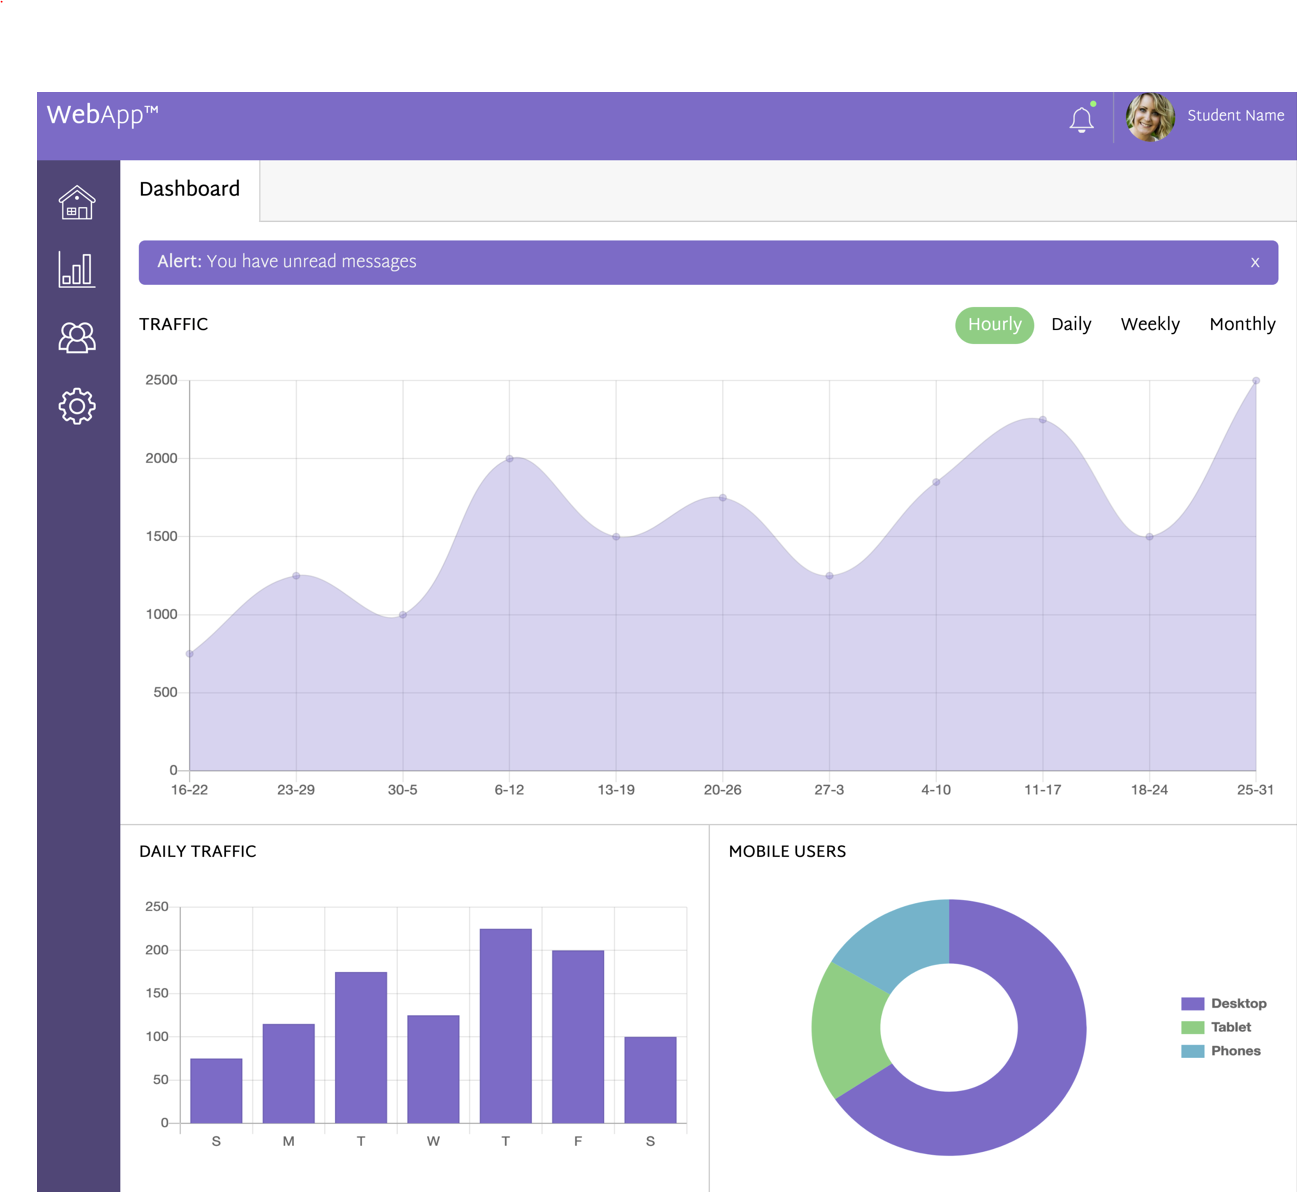 WebApp™
Student Name
Dashboard
Alert: You have unread messages
x
TRAFFIC
Hourly Daily Weekly Monthly
2500
2000
1500
1000
500
0
16-22 23-29 30-5 6-12 13-19 20-26 27-3 4-10 11-17 18-24 25-31
DAILY TRAFFIC
250
200
150
100
50
0
S M T W T F S
MOBILE USERS
Desktop
Tablet
Phones